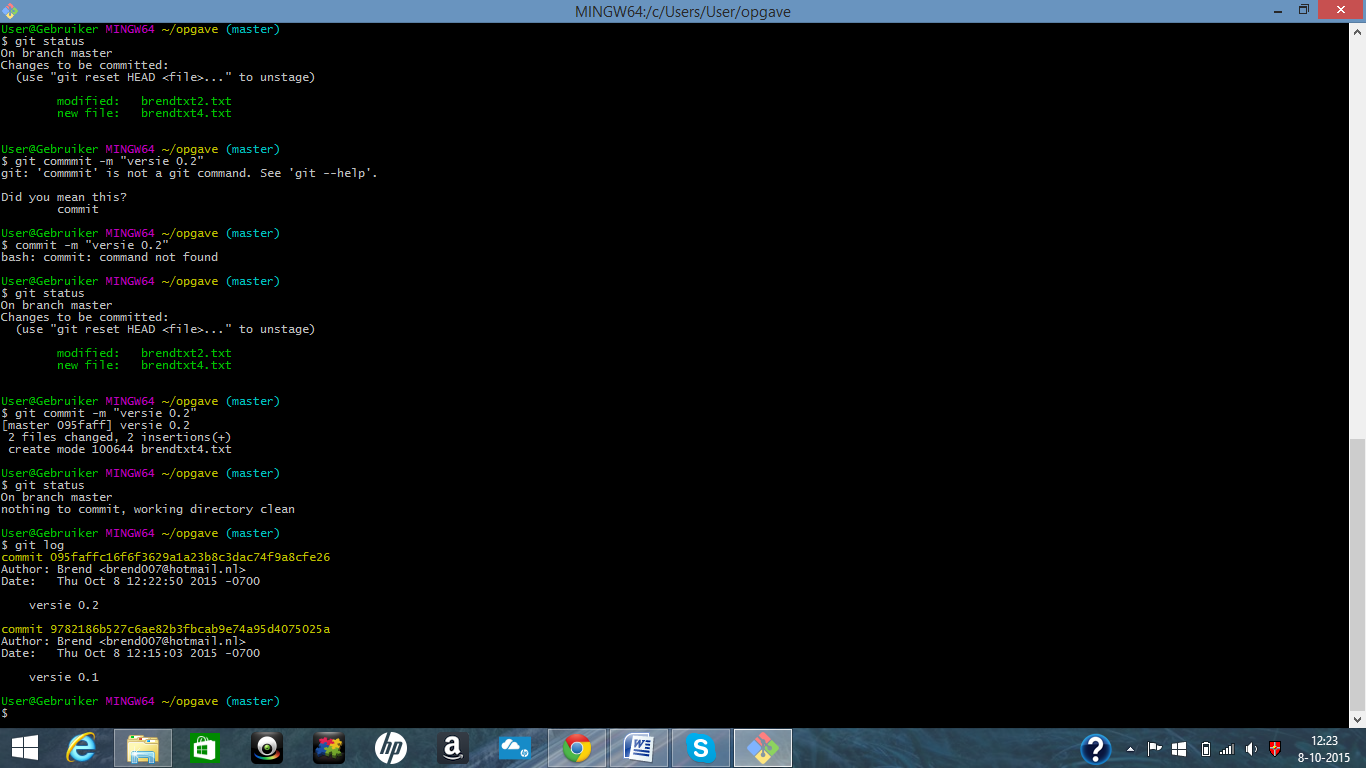 MINGW64:/c/Users/User/opgave
User@Gebruiker MINGW64 ~/opgave (master)
$ git status
On branch master
Changes to be committed:
  (use "git reset HEAD <file>..." to unstage)
        modified:   brendtxt2.txt
        new file:   brendtxt4.txt
User@Gebruiker MINGW64 ~/opgave (master)
$ git commmit -m "versie 0.2"
git: 'commmit' is not a git command. See 'git --help'.
Did you mean this?
        commit
User@Gebruiker MINGW64 ~/opgave (master)
$ commit -m "versie 0.2"
bash: commit: command not found
User@Gebruiker MINGW64 ~/opgave (master)
$ git status
On branch master
Changes to be committed:
  (use "git reset HEAD <file>..." to unstage)
        modified:   brendtxt2.txt
        new file:   brendtxt4.txt
User@Gebruiker MINGW64 ~/opgave (master)
$ git commit -m "versie 0.2"
[master 095faff] versie 0.2
 2 files changed, 2 insertions(+)
 create mode 100644 brendtxt4.txt
User@Gebruiker MINGW64 ~/opgave (master)
$ git status
On branch master
nothing to commit, working directory clean
User@Gebruiker MINGW64 ~/opgave (master)
$ git log
commit 095faffc16f6f3629a1a23b8c3dac74f9a8cfe26
Author: Brend <brend007@hotmail.nl>
Date:   Thu Oct 8 12:22:50 2015 -0700
    versie 0.2
commit 9782186b527c6ae82b3fbcab9e74a95d4075025a
Author: Brend <brend007@hotmail.nl>
Date:   Thu Oct 8 12:15:03 2015 -0700
    versie 0.1
User@Gebruiker MINGW64 ~/opgave (master)
$
hp
a
hp
W
S
?
12:23
8-10-2015